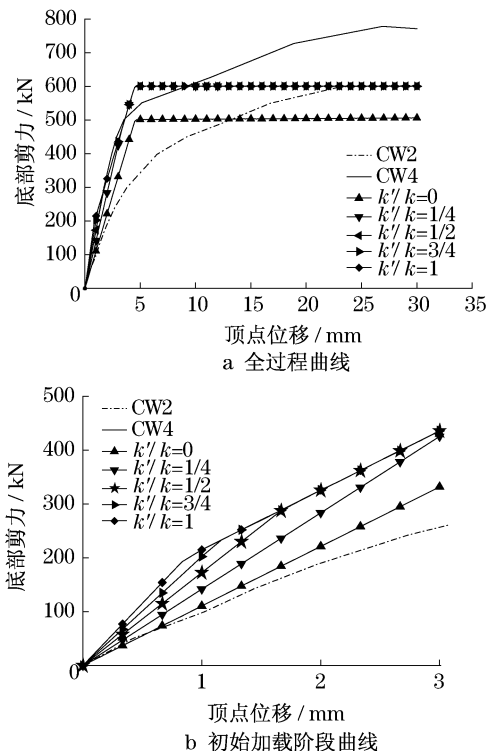 800
700
600
500
400
300
200
100
0
底部剪力 / kN
CW2
CW4
k′/ k=0
k′/ k=1/4
k′/ k=1/2
k′/ k=3/4
k′/ k=1
0 5 10 15 20 25 30 35
顶点位移 / mm
a 全过程曲线
500
400
300
200
100
0
底部剪力 / kN
CW2
CW4
k′/ k=0
k′/ k=1/4
k′/ k=1/2
k′/ k=3/4
k′/ k=1
1 2 3
顶点位移 / mm
b 初始加载阶段曲线